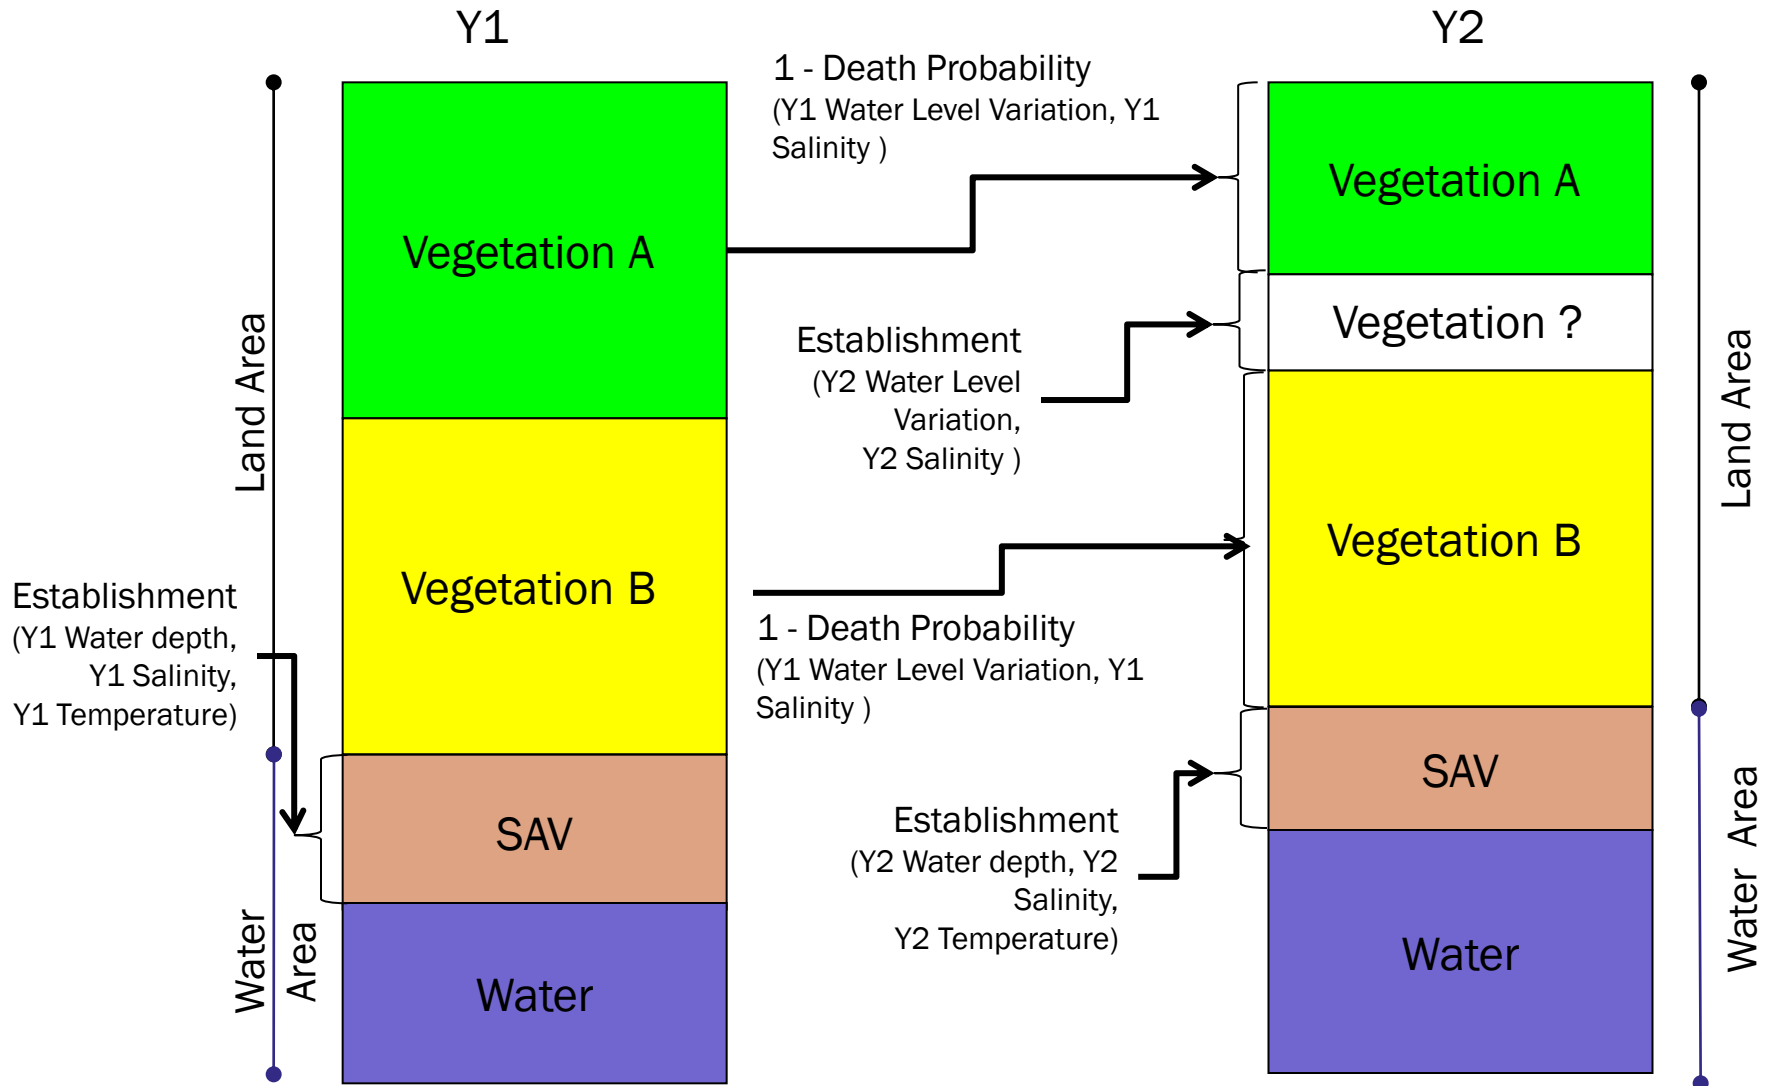 Y1
Y2
1 - Death Probability
(Y1 Water Level Variation, Y1
Salinity )
Vegetation A
Vegetation A
Vegetation ?
Establishment
(Y2 Water Level
Variation,
Y2 Salinity )
Land Area
Land Area
Vegetation B
Vegetation B
Establishment
(Y1 Water depth,
Y1 Salinity,
Y1 Temperature)
1 - Death Probability
(Y1 Water Level Variation, Y1
Salinity )
SAV
SAV
Establishment
(Y2 Water depth, Y2
Salinity,
Y2 Temperature)
Water
Area
Water Area
Water
Water